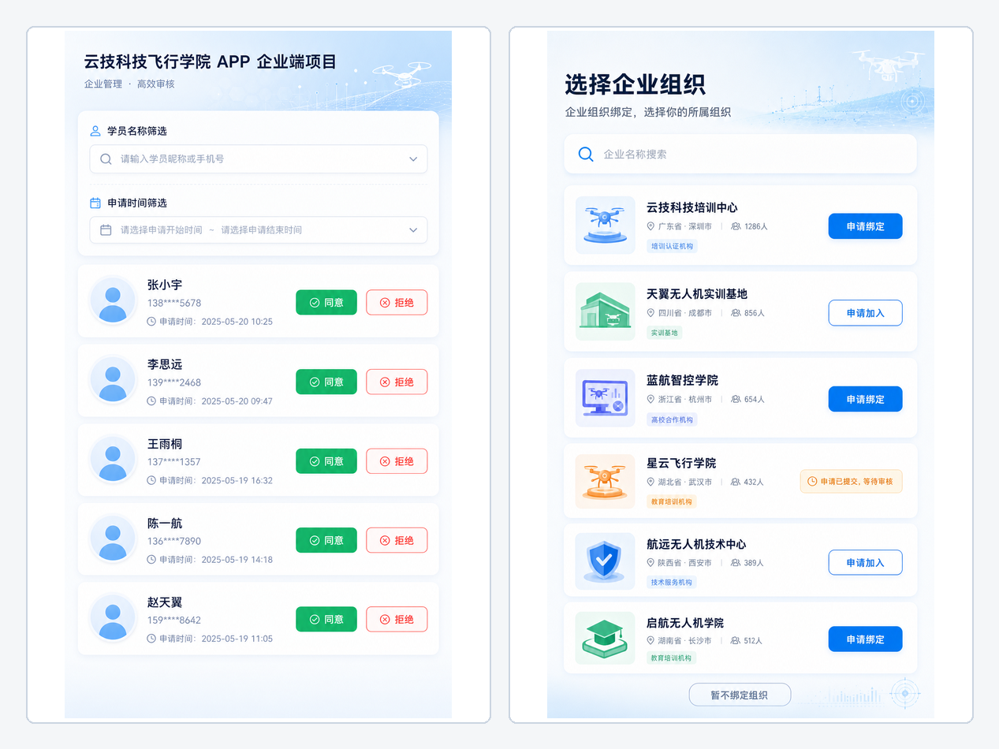 云技科技飞行学院 APP 企业端项目
企业管理 · 高效审核
学员名称筛选
请输入学员昵称或手机号
申请时间筛选
请选择申请开始时间 ~ 请选择申请结束时间
张小宇
138****5678
申请时间： 2025-05-20 10:25
同意
拒绝
李思远
139****2468
申请时间： 2025-05-20 09:47
同意
拒绝
王雨桐
137****1357
申请时间： 2025-05-19 16:32
同意
拒绝
陈一航
136****7890
申请时间： 2025-05-19 14:18
同意
拒绝
赵天翼
159****8642
申请时间： 2025-05-19 11:05
同意
拒绝
选择企业组织
企业组织绑定，选择你的所属组织
企业名称搜索
云技科技培训中心
广东省 · 深圳市 | 1286人
培训认证机构
申请绑定
天翼无人机实训基地
四川省 · 成都市 | 856人
实训基地
申请加入
蓝航智控学院
浙江省 · 杭州市 | 654人
高校合作机构
申请绑定
星云飞行学院
湖北省 · 武汉市 | 432人
教育培训机构
申请已提交，等待审核
航远无人机技术中心
陕西省 · 西安市 | 389人
技术服务机构
申请加入
启航无人机学院
湖南省 · 长沙市 | 512人
教育培训机构
申请绑定
暂不绑定组织